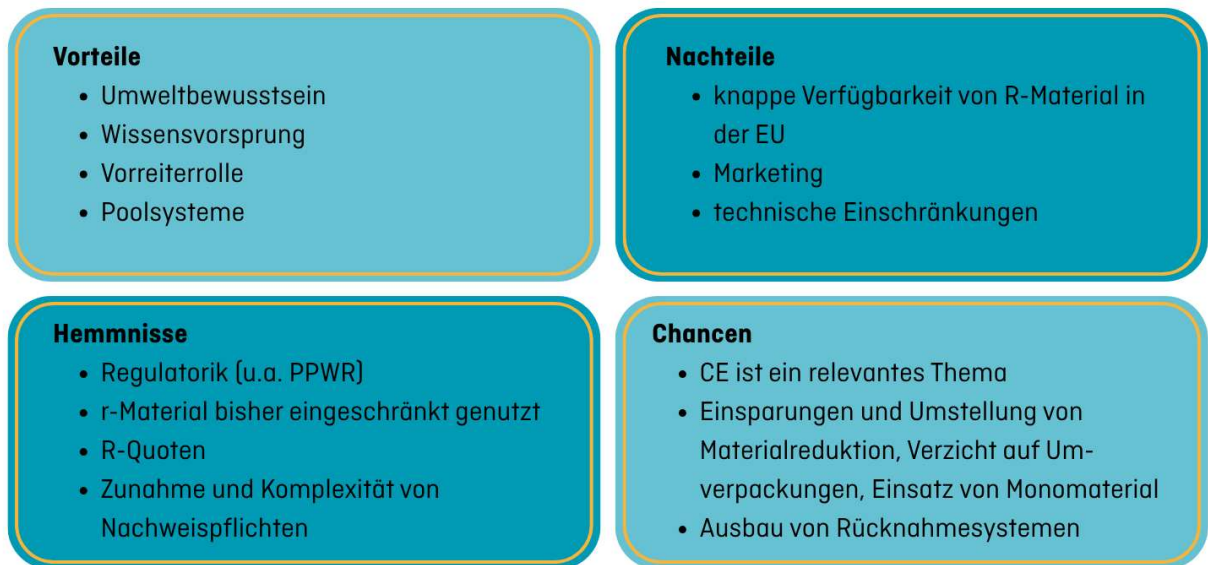 Vorteile
• Umweltbewusstsein
• Wissensvorsprung
• Vorreiterrolle
• Poolsysteme
Nachteile
• knappe Verfügbarkeit von R-Material in
der EU
• Marketing
• technische Einschränkungen
Hemmnisse
• Regulatorik (u.a. PPWR)
• r-Material bisher eingeschränkt genutzt
• R-Quoten
• Zunahme und Komplexität von
Nachweispflichten
Chancen
• CE ist ein relevantes Thema
• Einsparungen und Umstellung von
Materialreduktion, Verzicht auf Um-
verpackungen, Einsatz von Monomaterial
• Ausbau von Rücknahmesystemen